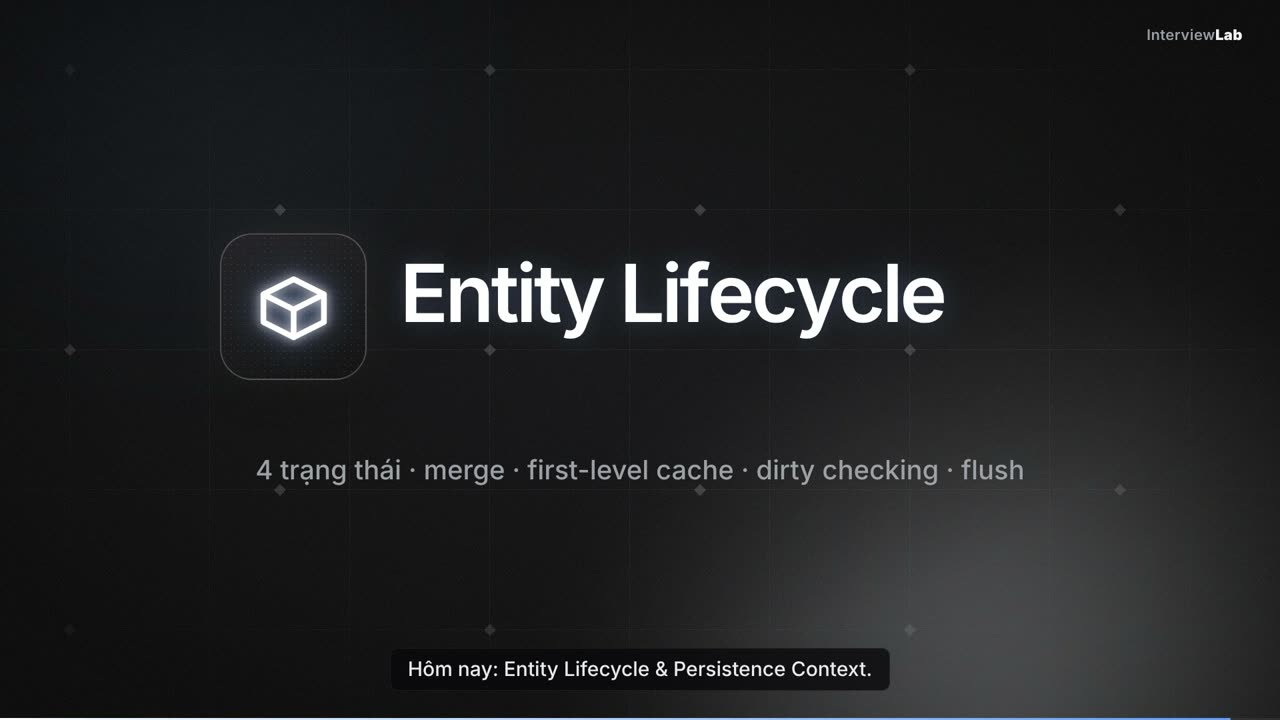 InterviewLab
Entity Lifecycle
4 trạng thái · merge · first-level cache · dirty checking · flush
Hôm nay: Entity Lifecycle & Persistence Context.